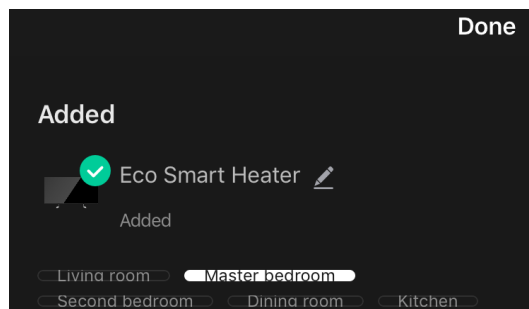 Done
Added
Eco Smart Heater
Added
Living room Master bedroom
Second bedroom Dining room Kitchen